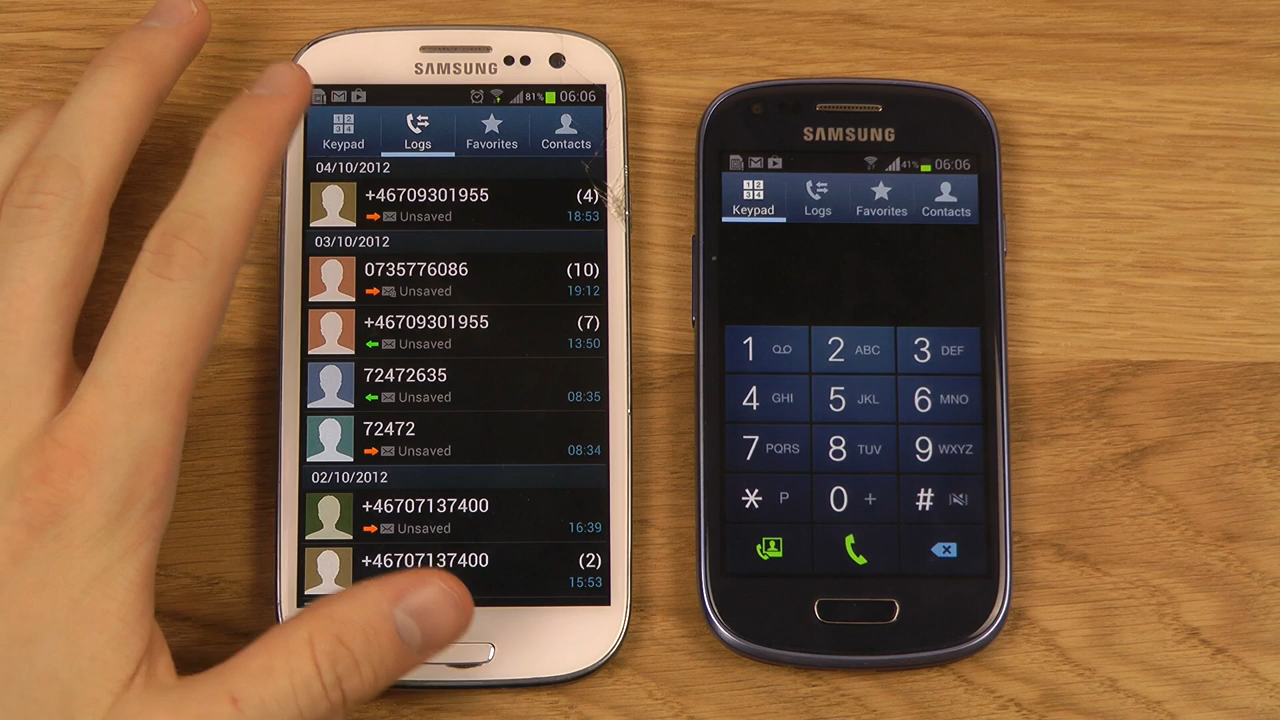 SAMSUNG
81% 06:06
Keypad Logs Favorites Contacts
04/10/2012
+46709301955 (4)
Unsaved 18:53
03/10/2012
0735776086 (10)
Unsaved 19:12
+46709301955 (7)
Unsaved 13:50
72472635
Unsaved 08:35
72472
Unsaved 08:34
02/10/2012
+46707137400
Unsaved 16:39
+46707137400 (2)
15:53
SAMSUNG
41% 06:06
Keypad Logs Favorites Contacts
1 2 ABC 3 DEF
4 GHI 5 JKL 6 MNO
7 PQRS 8 TUV 9 WXYZ
* P 0 + #